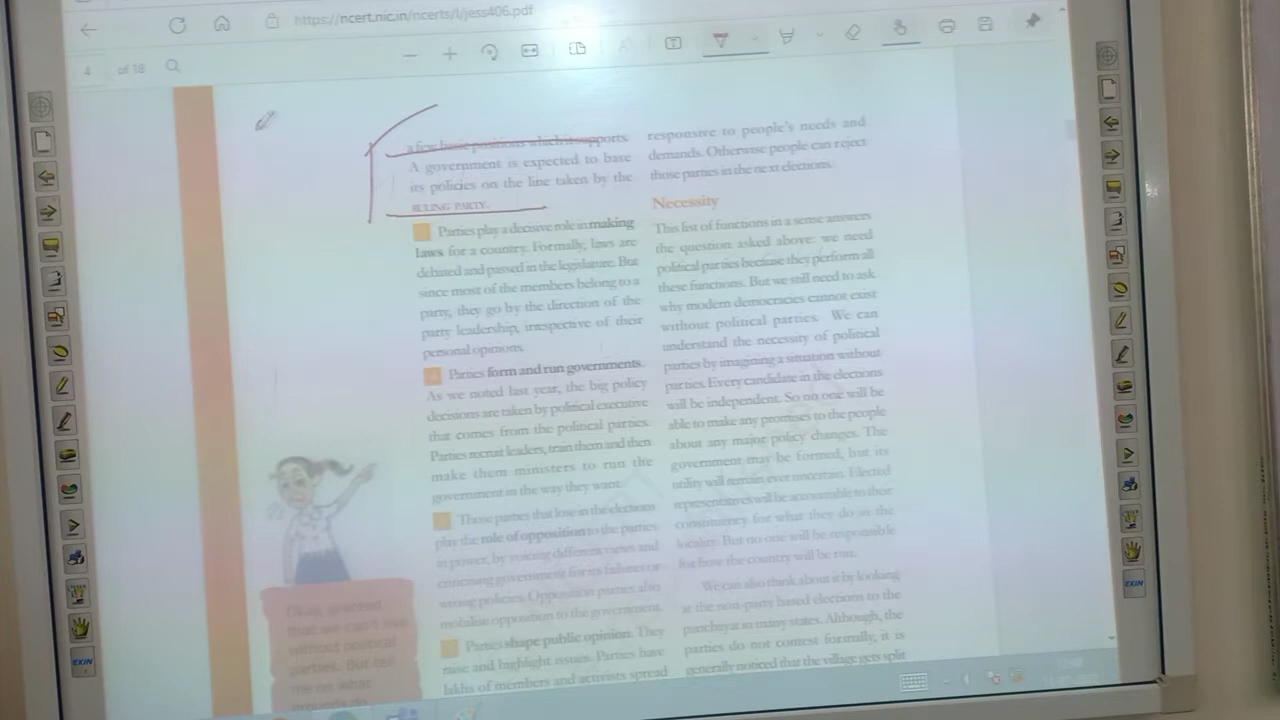 https://ncert.nic.in/ncerts/l/jess406.pdf
4 of 18
a few basic positions which it supports.
A government is expected to base
its policies on the line taken by the
RULING PARTY.
Parties play a decisive role in making
laws for a country. Formally, laws are
debated and passed in the legislature. But
since most of the members belong to a
party, they go by the direction of the
party leadership, irrespective of their
personal opinions.
Parties form and run governments.
As we noted last year, the big policy
decisions are taken by political executive
that comes from the political parties.
Parties recruit leaders, train them and then
make them ministers to run the
government in the way they want.
Those parties that lose in the elections
play the role of opposition to the parties
in power, by voicing different views and
criticising government for its failures or
wrong policies. Opposition parties also
mobilise opposition to the government.
Parties shape public opinion. They
raise and highlight issues. Parties have
lakhs of members and activists spread
Okay, granted
that we can't live
without political
parties. But tell
me on what
responsive to people's needs and
demands. Otherwise people can reject
those parties in the next elections.
Necessity
This list of functions in a sense answers
the question asked above: we need
political parties because they perform all
these functions. But we still need to ask
why modern democracies cannot exist
without political parties. We can
understand the necessity of political
parties by imagining a situation without
parties. Every candidate in the elections
will be independent. So no one will be
able to make any promises to the people
about any major policy changes. The
government may be formed, but its
utility will remain ever uncertain. Elected
representatives will be accountable to their
constituency for what they do in the
locality. But no one will be responsible
for how the country will be run.
We can also think about it by looking
at the non-party based elections to the
panchayat in many states. Although, the
parties do not contest formally, it is
generally noticed that the village gets split
EXIN
EXIN